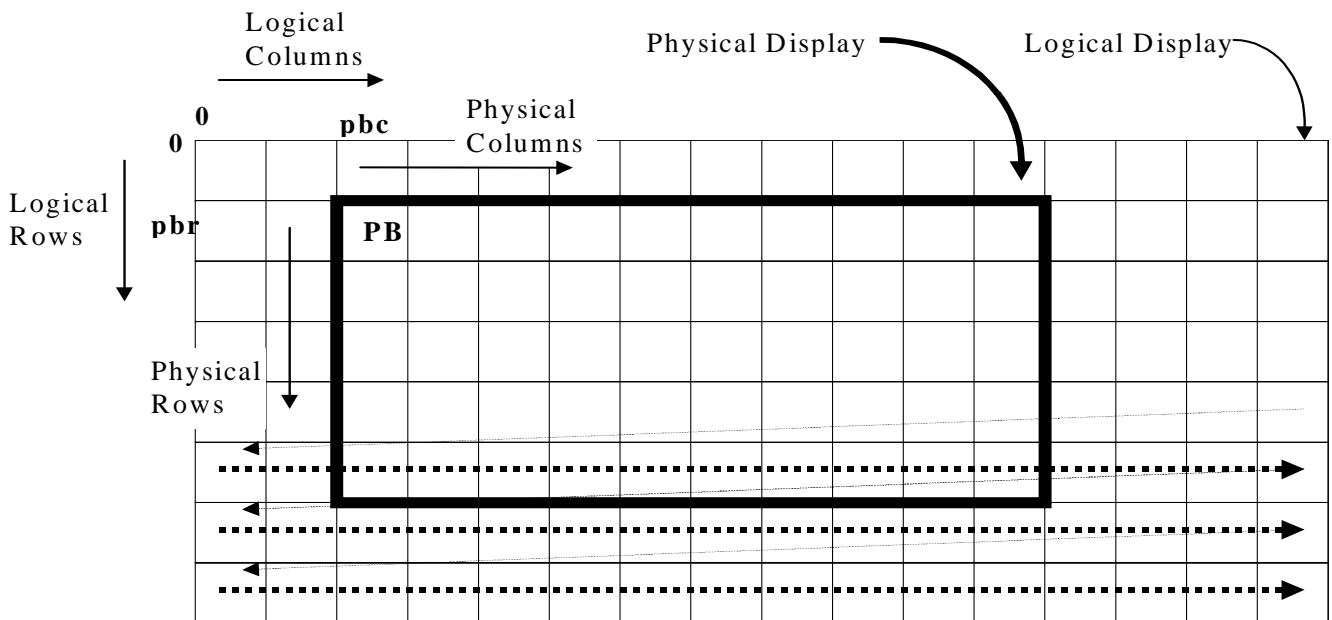 Logical
Columns
Physical Display
Logical Display
0
pbc
Physical
Columns
0
Logical
Rows
pbr
PB
Physical
Rows